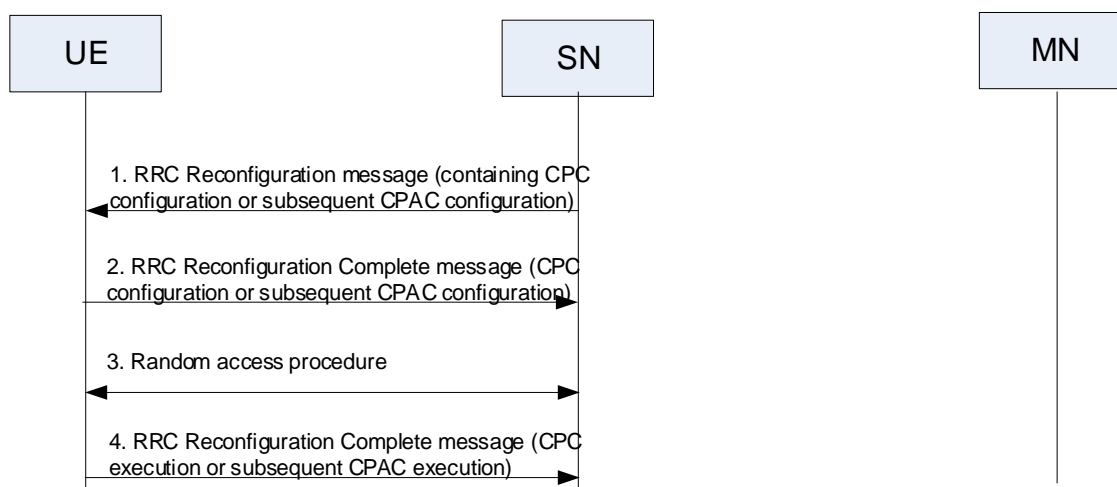 UE
SN
MN
1. RRC Reconfiguration message (containing CPC
configuration or subsequent CPAC configuration)
2. RRC Reconfiguration Complete message (CPC
configuration or subsequent CPAC configuration)
3. Random access procedure
4. RRC Reconfiguration Complete message (CPC
execution or subsequent CPAC execution)